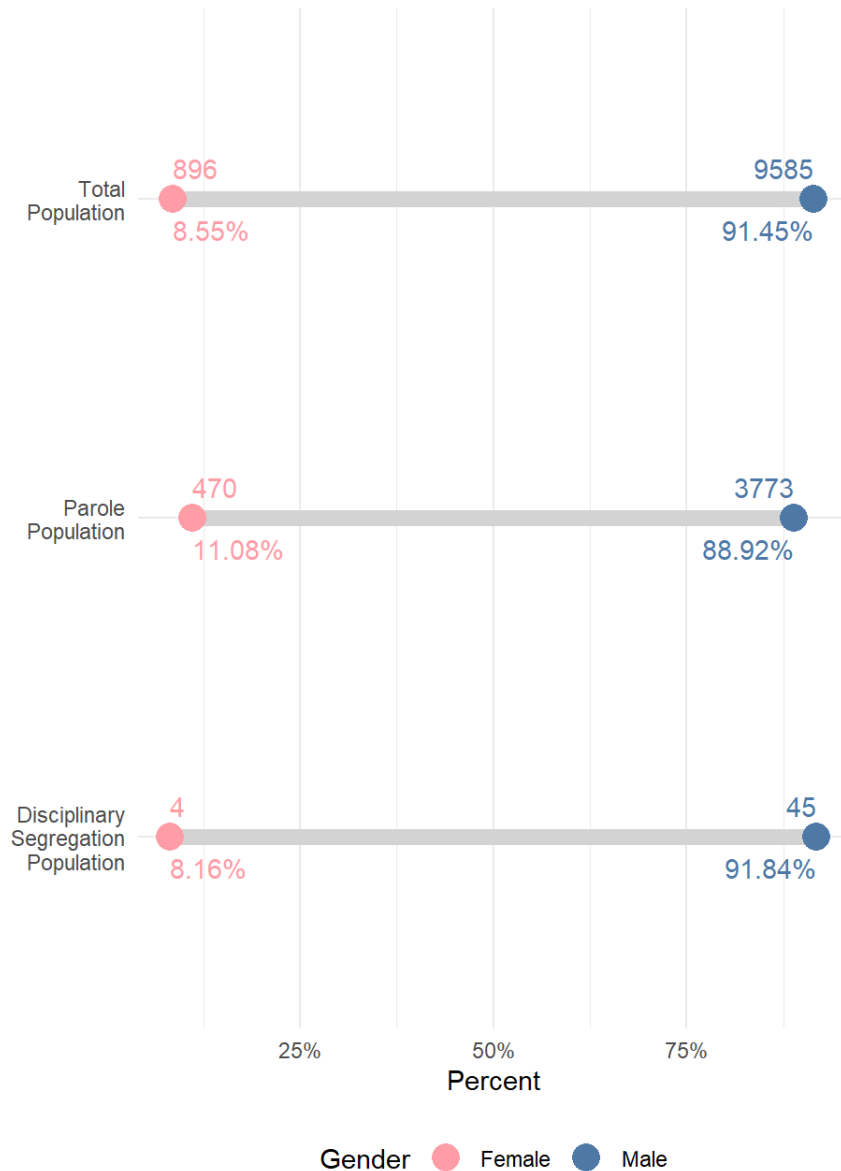 896
9585
Total
Population
8.55%
91.45%
470
3773
Parole
Population
11.08%
88.92%
4
45
Disciplinary
Segregation
Population
8.16%
91.84%
25%
50%
75%
Percent
Gender
Female
Male